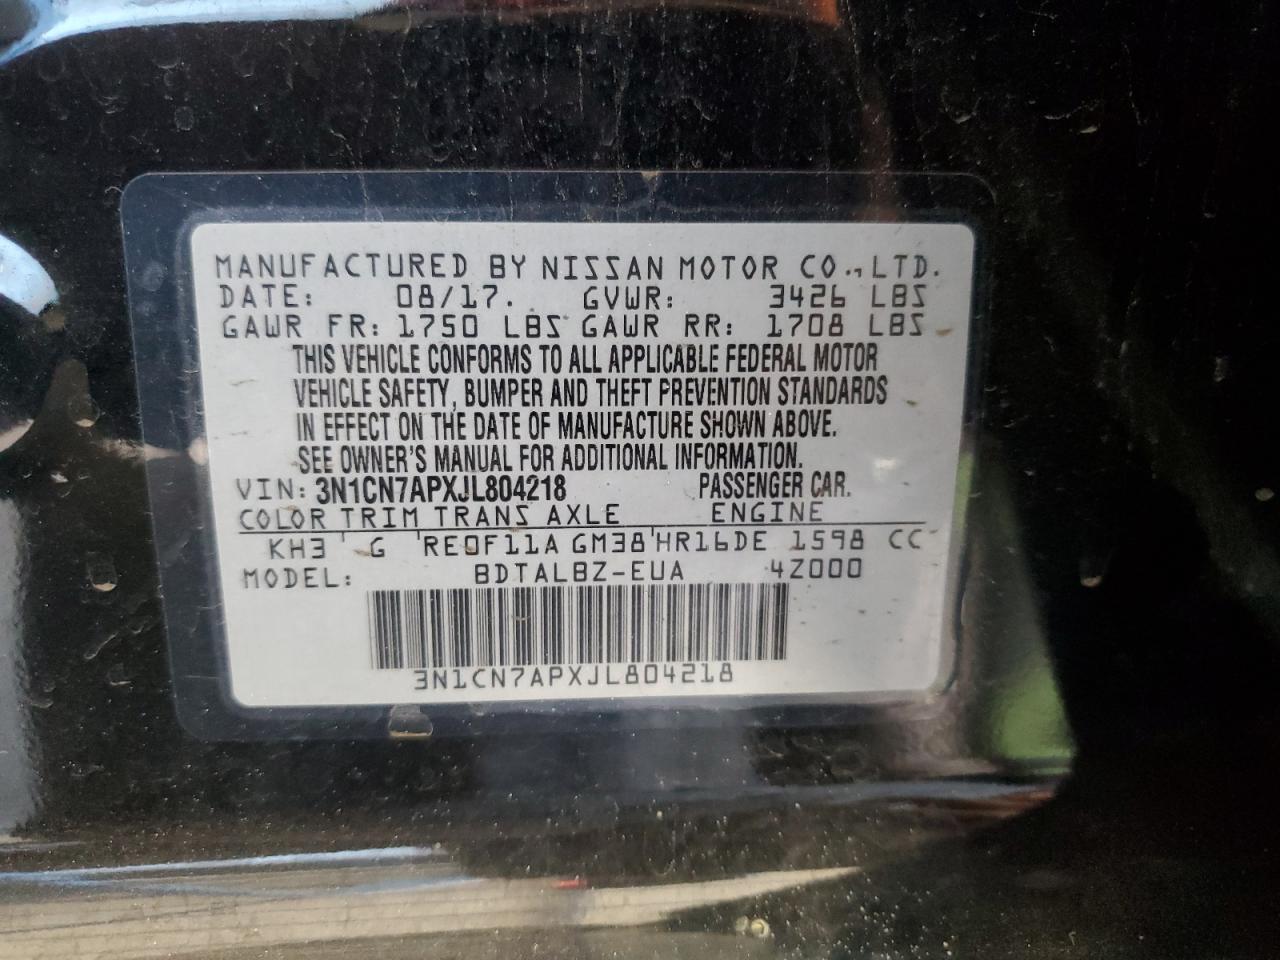 MANUFACTURED BY NISSAN MOTOR CO., LTD.
DATE: 08/17. GVWR: 3426 LBS
GAWR FR: 1750 LBS GAWR RR: 1708 LBS
THIS VEHICLE CONFORMS TO ALL APPLICABLE FEDERAL MOTOR
VEHICLE SAFETY, BUMPER AND THEFT PREVENTION STANDARDS
IN EFFECT ON THE DATE OF MANUFACTURE SHOWN ABOVE.
SEE OWNER'S MANUAL FOR ADDITIONAL INFORMATION.
VIN: 3N1CN7APXJL804218 PASSENGER CAR.
COLOR TRIM TRANS AXLE ENGINE
KH3 G RE0F11A GM38 HR16DE 1598 CC
MODEL: BDTALBZ-EUA 4Z000
3N1CN7APXJL804218